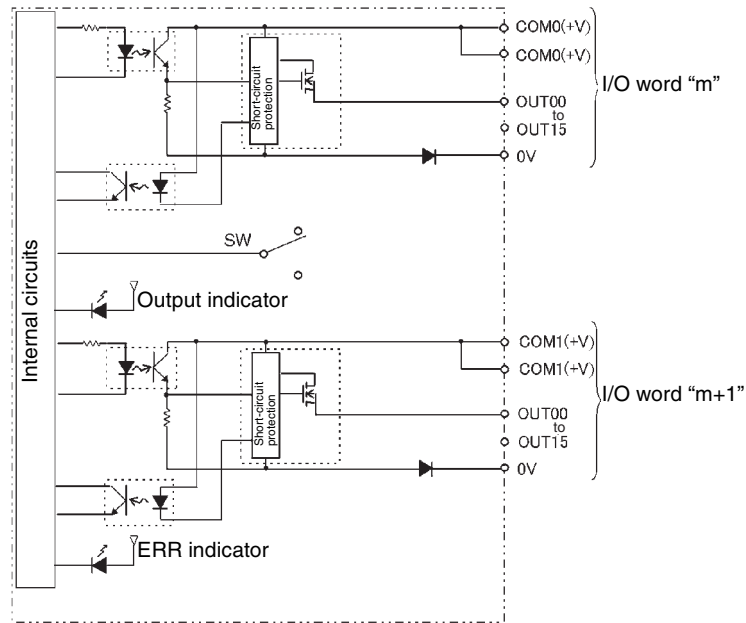 COM0(+V)
COM0(+V)
I/O word “m”
OUT00
to
OUT15
0V
Short-circuit
protection
SW
Output indicator
Internal circuits
COM1(+V)
COM1(+V)
I/O word “m+1”
OUT00
to
OUT15
0V
Short-circuit
protection
ERR indicator